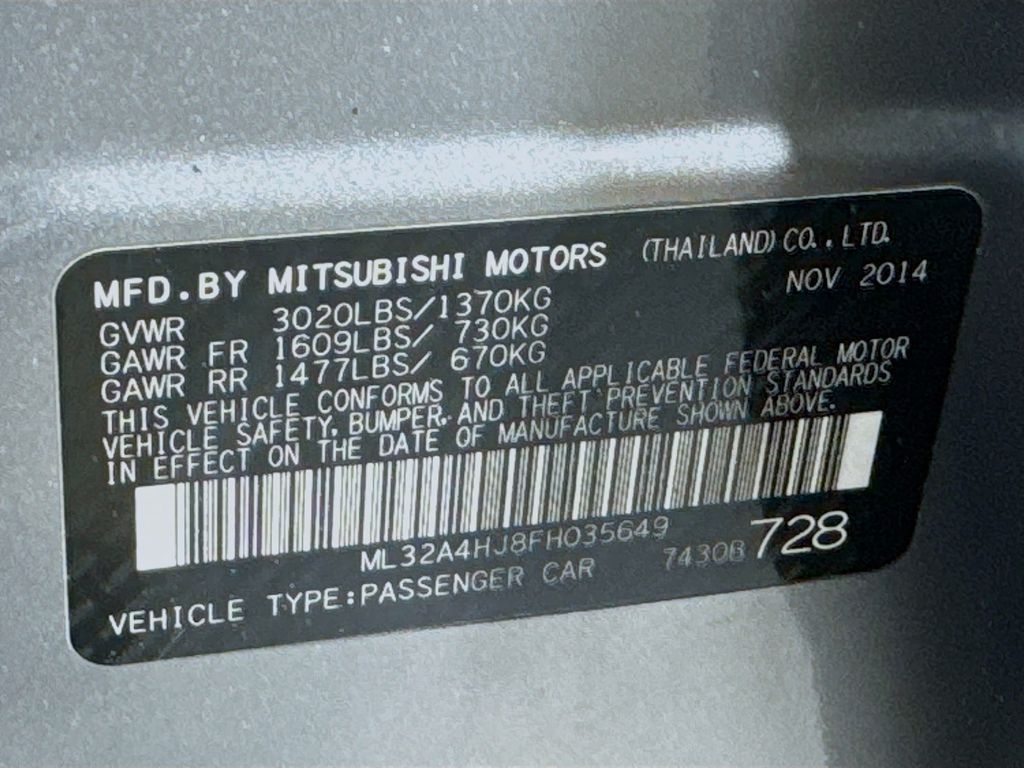 MFD.BY MITSUBISHI MOTORS (THAILAND) CO.,LTD.
NOV 2014
GVWR 3020LBS/1370KG
GAWR FR 1609LBS/ 730KG
GAWR RR 1477LBS/ 670KG
THIS VEHICLE CONFORMS TO ALL APPLICABLE FEDERAL MOTOR
VEHICLE SAFETY, BUMPER, AND THEFT PREVENTION STANDARDS
IN EFFECT ON THE DATE OF MANUFACTURE SHOWN ABOVE.
ML32A4HJ8FH035649
7430B 728
VEHICLE TYPE:PASSENGER CAR